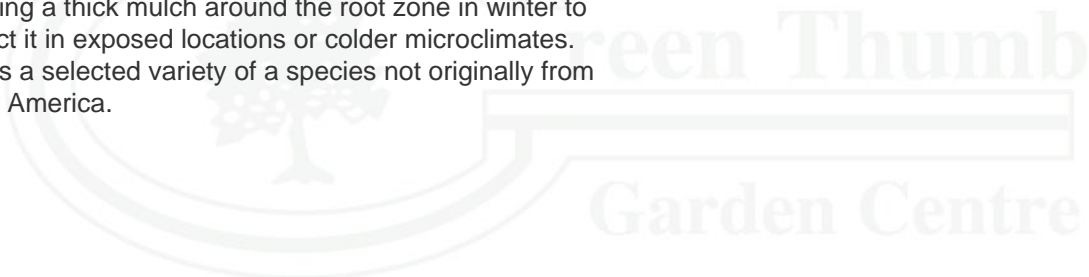 ing a thick mulch around the root zone in winter to
ct it in exposed locations or colder microclimates.
s a selected variety of a species not originally from
America.
reen Thumb
Garden Centre